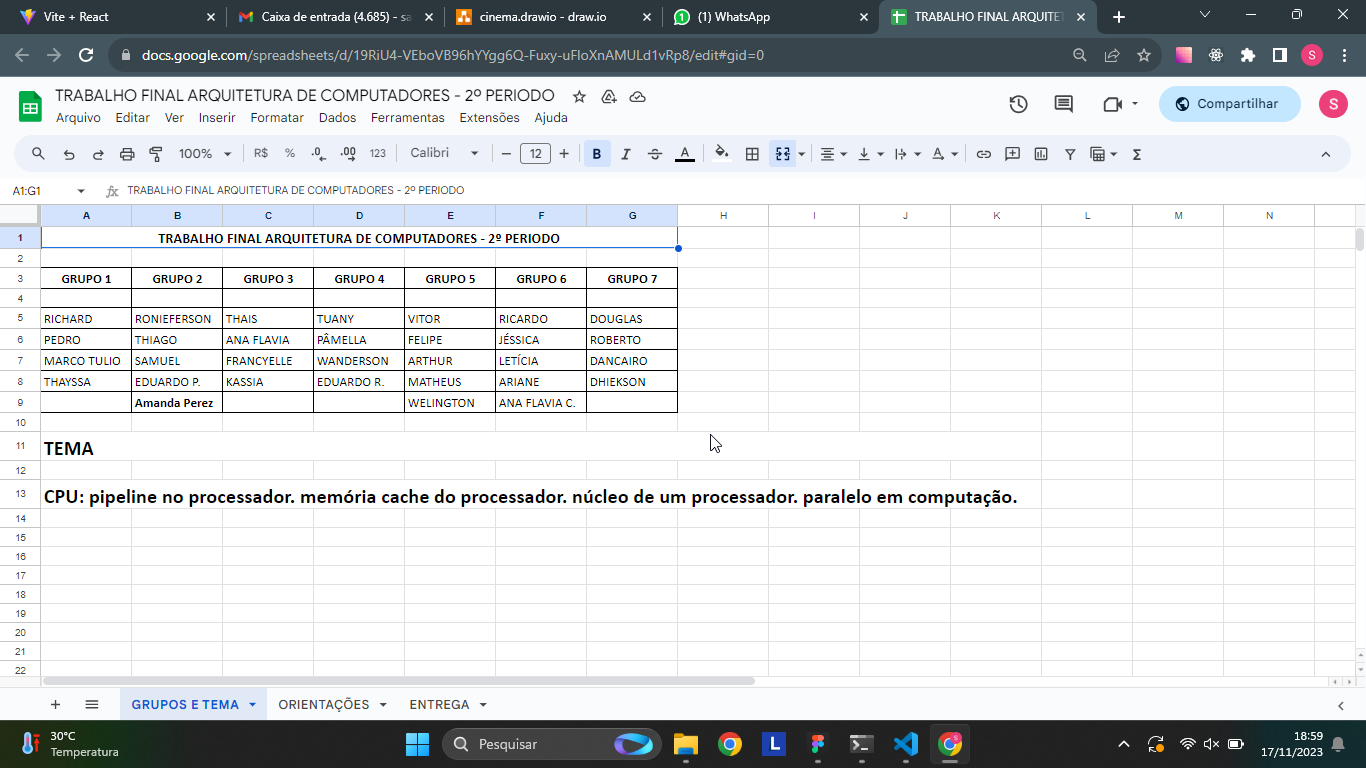 Vite + React
Caixa de entrada (4.685) - sa
cinema.drawio - draw.io
(1) WhatsApp
TRABALHO FINAL ARQUITET
docs.google.com/spreadsheets/d/19RiU4-VEboVB96hYYgg6Q-Fuxy-uFloXnAMULd1vRp8/edit#gid=0
S
TRABALHO FINAL ARQUITETURA DE COMPUTADORES - 2º PERIODO
Arquivo Editar Ver Inserir Formatar Dados Ferramentas Extensões Ajuda
Compartilhar
S
100% R$ % .0 .00 123 Calibri 12 B I A
A1:G1 fx TRABALHO FINAL ARQUITETURA DE COMPUTADORES - 2º PERIODO
A B C D E F G H I J K L M N
1 TRABALHO FINAL ARQUITETURA DE COMPUTADORES - 2º PERIODO
2
3 GRUPO 1 GRUPO 2 GRUPO 3 GRUPO 4 GRUPO 5 GRUPO 6 GRUPO 7
4
5 RICHARD RONIEFERSON THAIS TUANY VITOR RICARDO DOUGLAS
6 PEDRO THIAGO ANA FLAVIA PÂMELLA FELIPE JÉSSICA ROBERTO
7 MARCO TULIO SAMUEL FRANCYELLE WANDERSON ARTHUR LETÍCIA DANCAIRO
8 THAYSSA EDUARDO P. KASSIA EDUARDO R. MATHEUS ARIANE DHIEKSON
9 Amanda Perez WELINGTON ANA FLAVIA C.
10
11 TEMA
12
13 CPU: pipeline no processador. memória cache do processador. núcleo de um processador. paralelo em computação.
14
15
16
17
18
19
20
21
22
GRUPOS E TEMA ORIENTAÇÕES ENTREGA
30°C
Temperatura
Pesquisar
L
18:59
17/11/2023